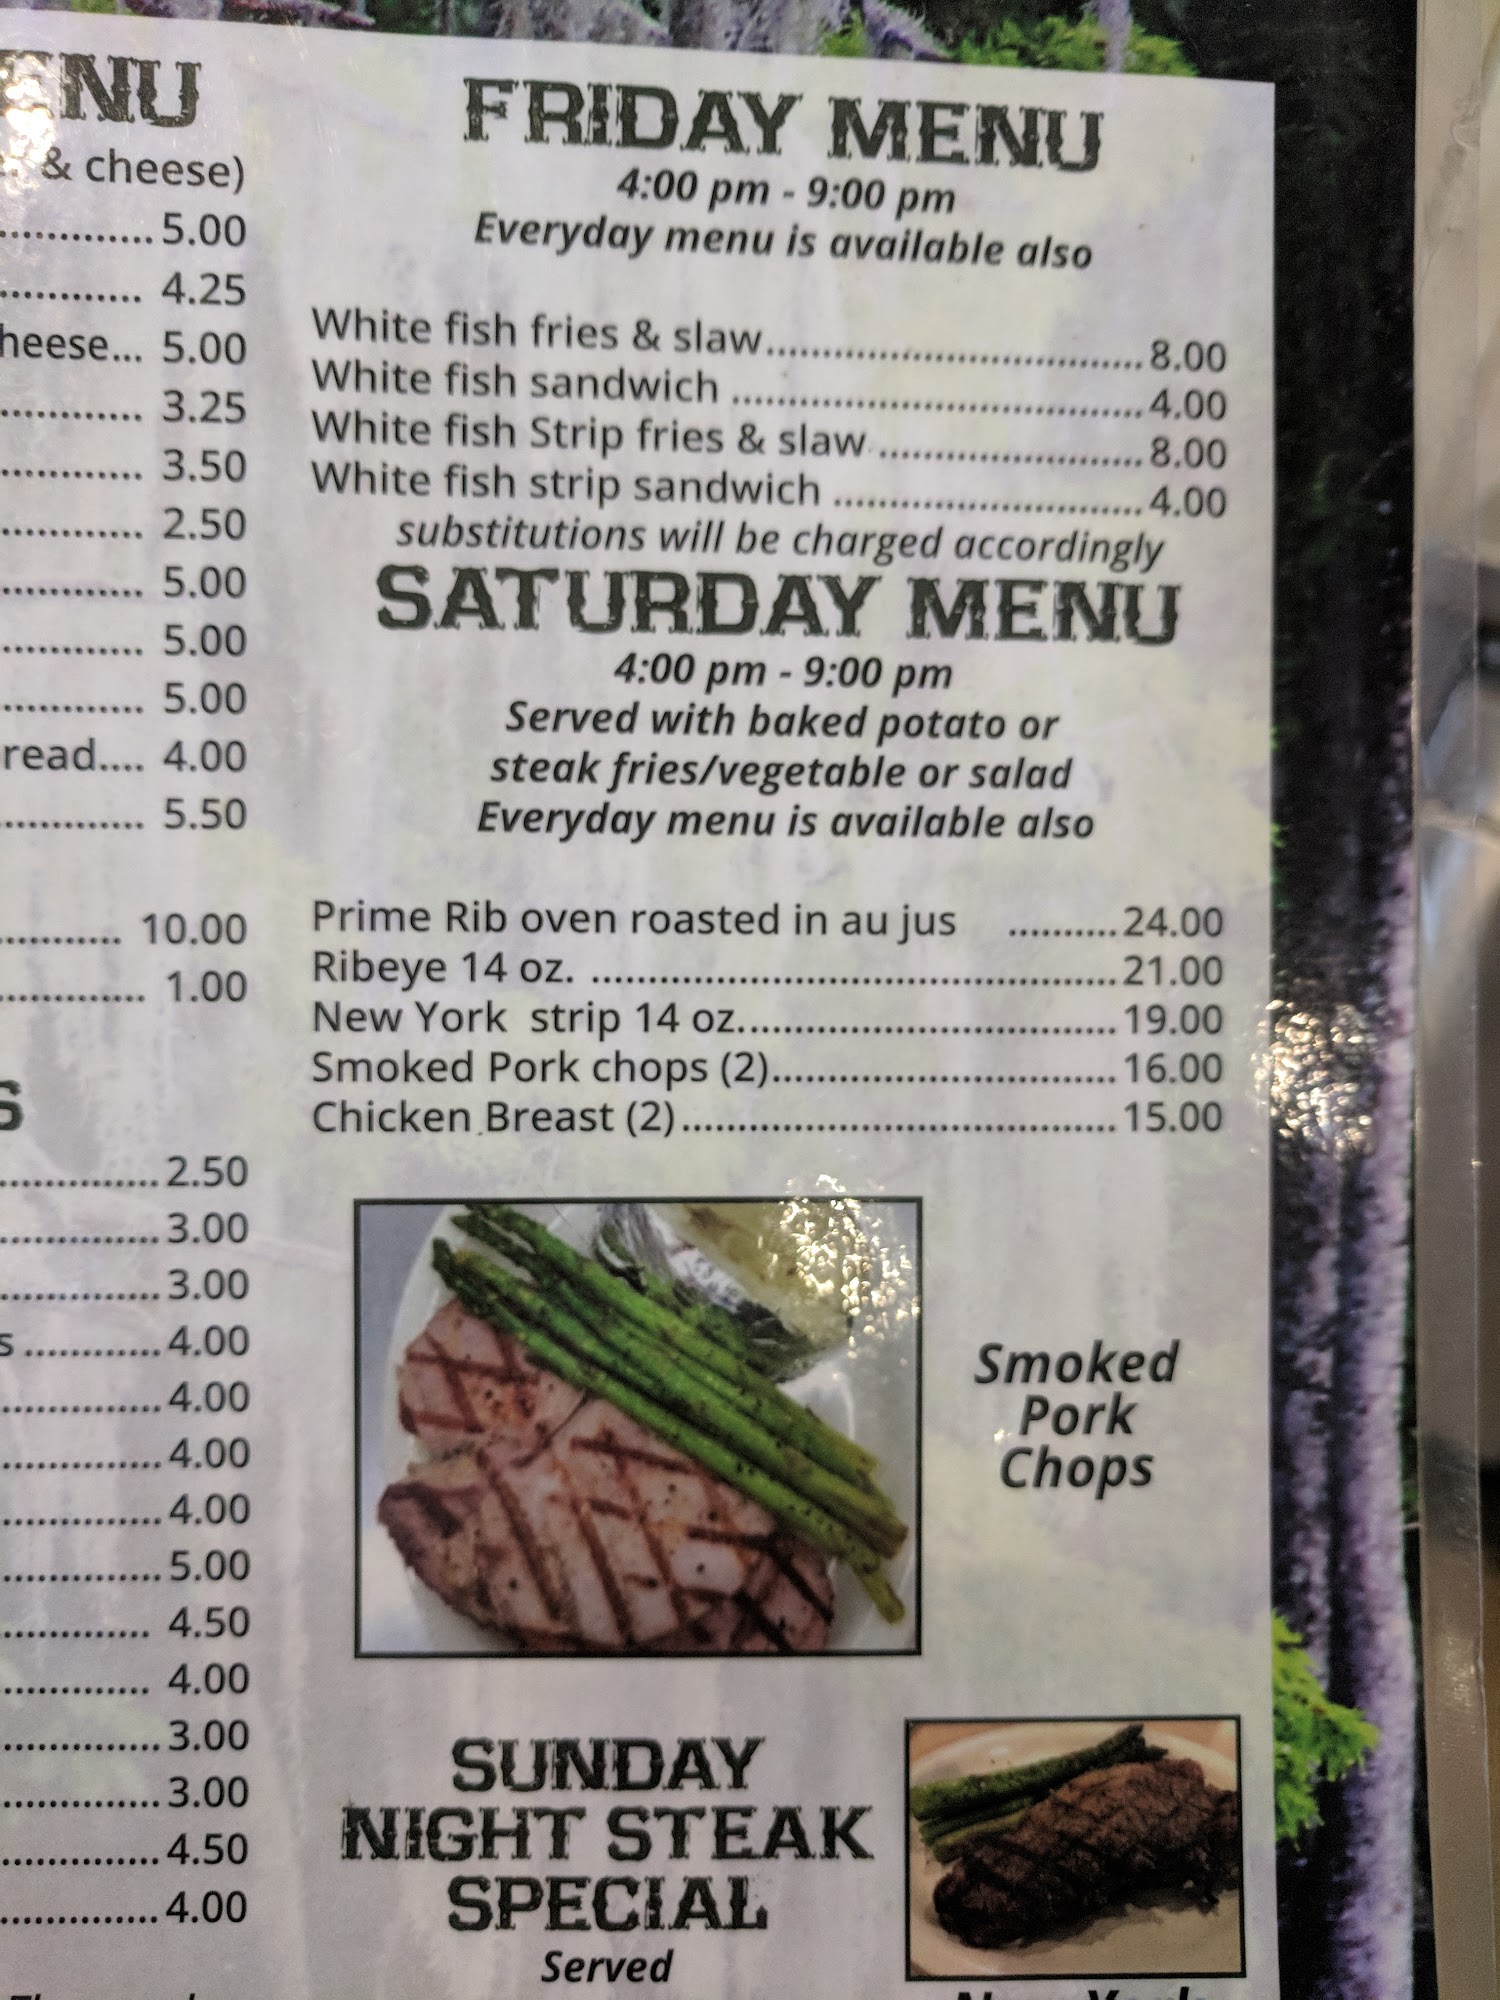 ENU
& cheese)
5.00
4.25
heese... 5.00
3.25
3.50
2.50
5.00
5.00
5.00
read.... 4.00
5.50
10.00
1.00
S
2.50
3.00
3.00
s ............ 4.00
4.00
4.00
4.00
5.00
4.50
4.00
3.00
3.00
4.50
4.00
FRIDAY MENU
4:00 pm - 9:00 pm
Everyday menu is available also
White fish fries & slaw.................................... 8.00
White fish sandwich ....................................... 4.00
White fish Strip fries & slaw ......................... 8.00
White fish strip sandwich ............................. 4.00
substitutions will be charged accordingly
SATURDAY MENU
4:00 pm - 9:00 pm
Served with baked potato or
steak fries/vegetable or salad
Everyday menu is available also
Prime Rib oven roasted in au jus ..........24.00
Ribeye 14 oz. ............................................21.00
New York strip 14 oz...................................19.00
Smoked Pork chops (2)................................16.00
Chicken Breast (2).........................................15.00
Smoked
Pork
Chops
SUNDAY
NIGHT STEAK
SPECIAL
Served
New York